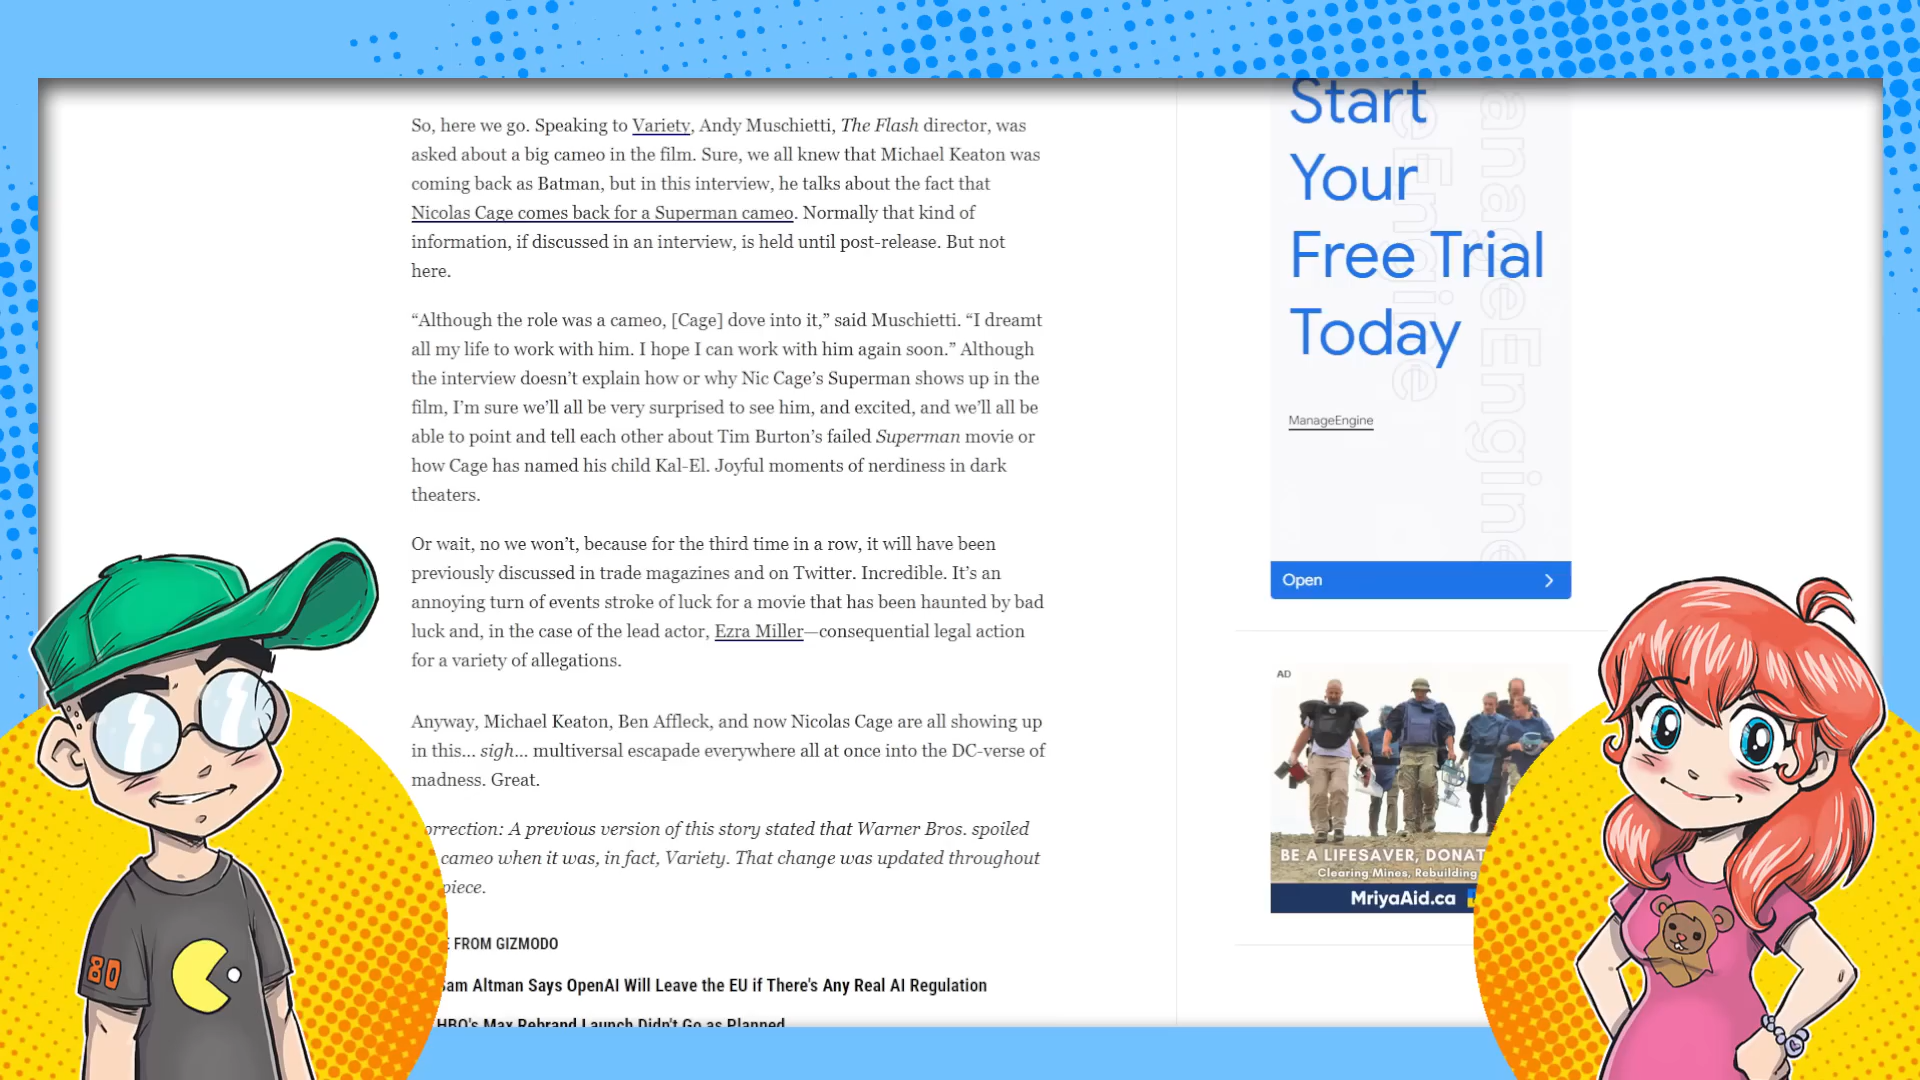 So, here we go. Speaking to Variety, Andy Muschietti, The Flash director, was
asked about a big cameo in the film. Sure, we all knew that Michael Keaton was
coming back as Batman, but in this interview, he talks about the fact that
Nicolas Cage comes back for a Superman cameo. Normally that kind of
information, if discussed in an interview, is held until post-release. But not
here.
“Although the role was a cameo, [Cage] dove into it,” said Muschietti. “I dreamt
all my life to work with him. I hope I can work with him again soon.” Although
the interview doesn’t explain how or why Nic Cage’s Superman shows up in the
film, I’m sure we’ll all be very surprised to see him, and excited, and we’ll all be
able to point and tell each other about Tim Burton’s failed Superman movie or
how Cage has named his child Kal-El. Joyful moments of nerdiness in dark
theaters.
Or wait, no we won’t, because for the third time in a row, it will have been
previously discussed in trade magazines and on Twitter. Incredible. It’s an
annoying turn of events stroke of luck for a movie that has been haunted by bad
luck and, in the case of the lead actor, Ezra Miller—consequential legal action
for a variety of allegations.
Anyway, Michael Keaton, Ben Affleck, and now Nicolas Cage are all showing up
in this... sigh... multiversal escapade everywhere all at once into the DC-verse of
madness. Great.
orrection: A previous version of this story stated that Warner Bros. spoiled
cameo when it was, in fact, Variety. That change was updated throughout
piece.
E FROM GIZMODO
Sam Altman Says OpenAI Will Leave the EU if There's Any Real AI Regulation
HBO's Max Rebrand Launch Didn't Go as Planned
Start
Your
Free Trial
Today
ManageEngine
ManageEngine
ManageEngine
Open
AD
BE A LIFESAVER, DONAT
Clearing Mines, Rebuilding
MriyaAid.ca
80